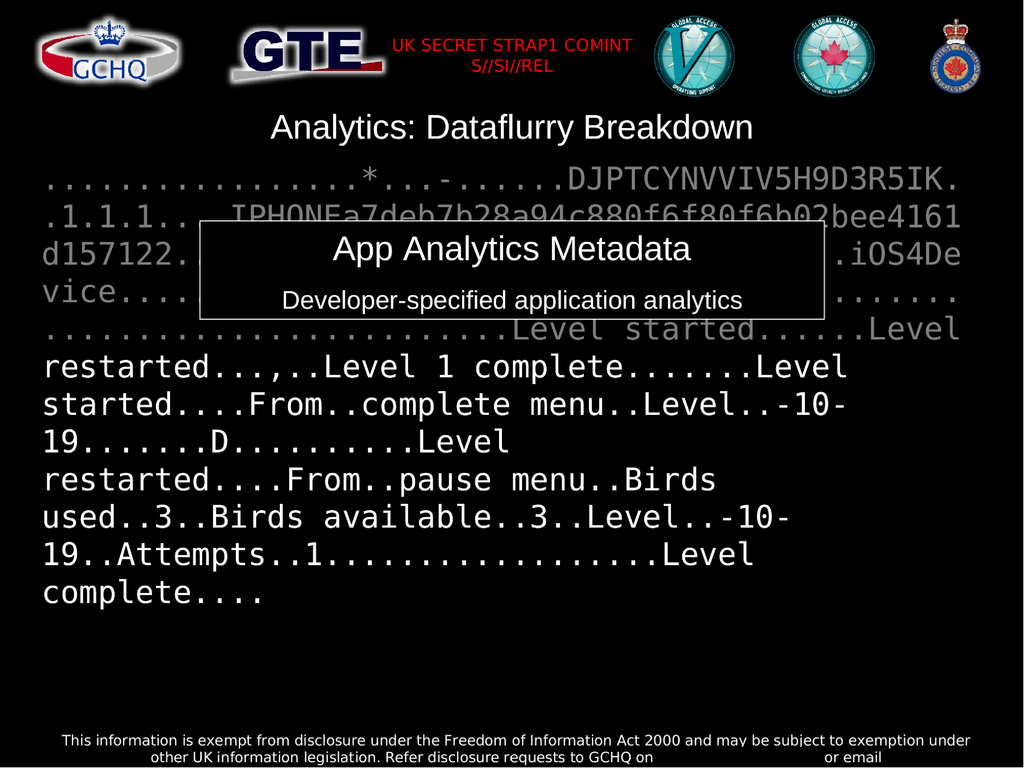 GCHQ
GTE
UK SECRET STRAP1 COMINT
S//SI//REL
GLOBAL ACCESS
V
OPERATIONS SUPPORT
GLOBAL ACCESS
Analytics: Dataflurry Breakdown
.................*...-......DJPTCYNVVIV5H9D3R5IK.
.1.1.1....IPHONEa7deb7b28a94c880f6f80f6b02bee4161
d157122.. .iOS4De
vice..... .......
App Analytics Metadata
Developer-specified application analytics
.........................Level started......Level
restarted...,..Level 1 complete.......Level
started....From..complete menu..Level..-10-
19.......D..........Level
restarted....From..pause menu..Birds
used..3..Birds available..3..Level..-10-
19..Attempts..1..................Level
complete....
This information is exempt from disclosure under the Freedom of Information Act 2000 and may be subject to exemption under
other UK information legislation. Refer disclosure requests to GCHQ on or email